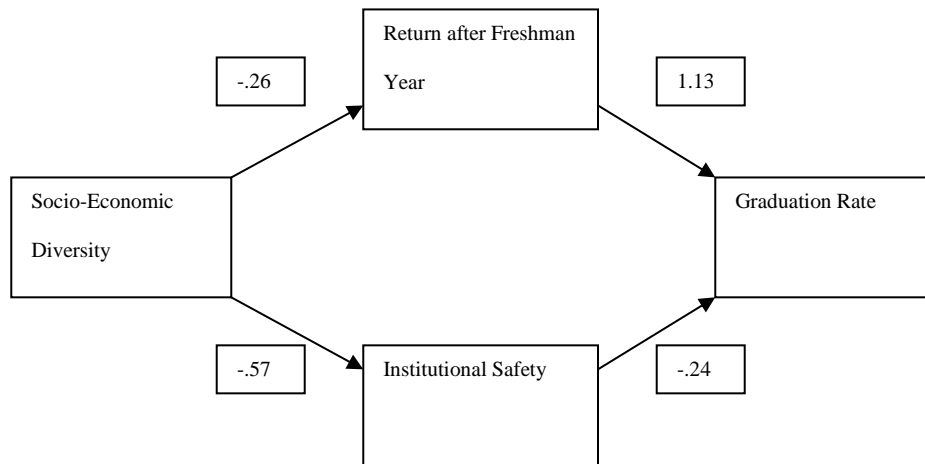 Return after Freshman
Year
-.26
1.13
Socio-Economic
Diversity
Graduation Rate
-.57
Institutional Safety
-.24